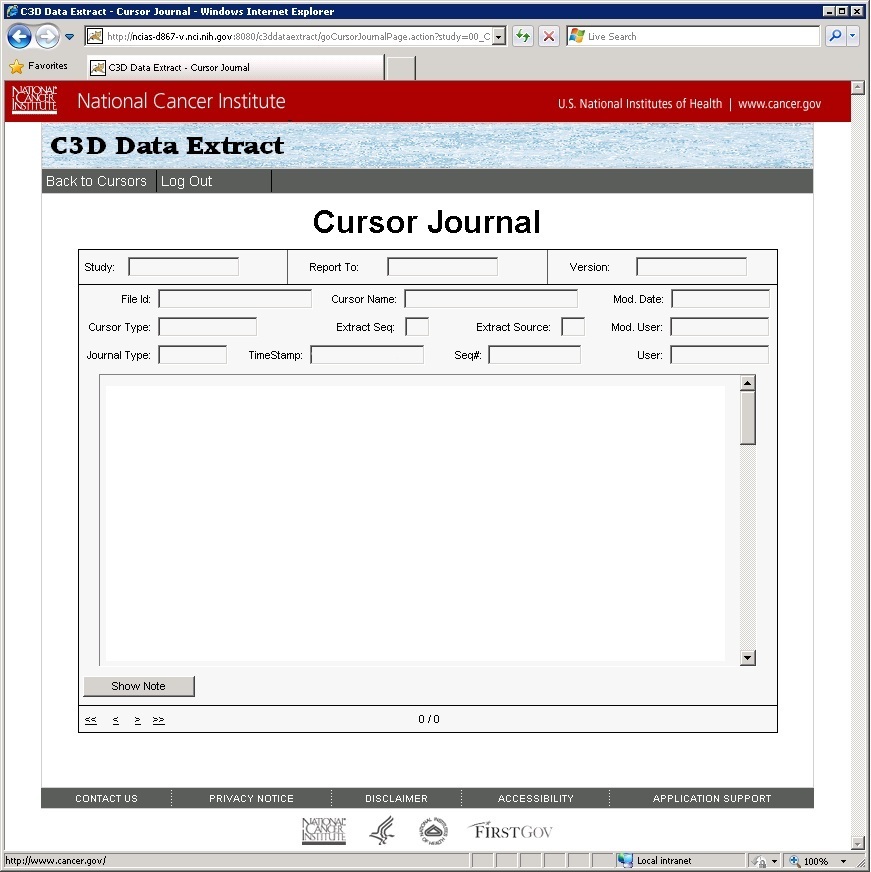 C3D Data Extract - Cursor Journal - Windows Internet Explorer
http://ncias-d867-v.nci.nih.gov:8080/c3ddataextract/goCursorJournalPage.action?study=00_C
Live Search
Favorites
C3D Data Extract - Cursor Journal
NATIONAL CANCER INSTITUTE
National Cancer Institute
U.S. National Institutes of Health | www.cancer.gov
C3D Data Extract
Back to Cursors
Log Out
Cursor Journal
Study: Report To: Version:
File Id: Cursor Name: Mod. Date:
Cursor Type: Extract Seq: Extract Source: Mod. User:
Journal Type: TimeStamp: Seq#: User:
Show Note
<< < > >> 0 / 0
CONTACT US PRIVACY NOTICE DISCLAIMER ACCESSIBILITY APPLICATION SUPPORT
NATIONAL CANCER INSTITUTE
FIRSTGOV
http://www.cancer.gov/ Local intranet 100%